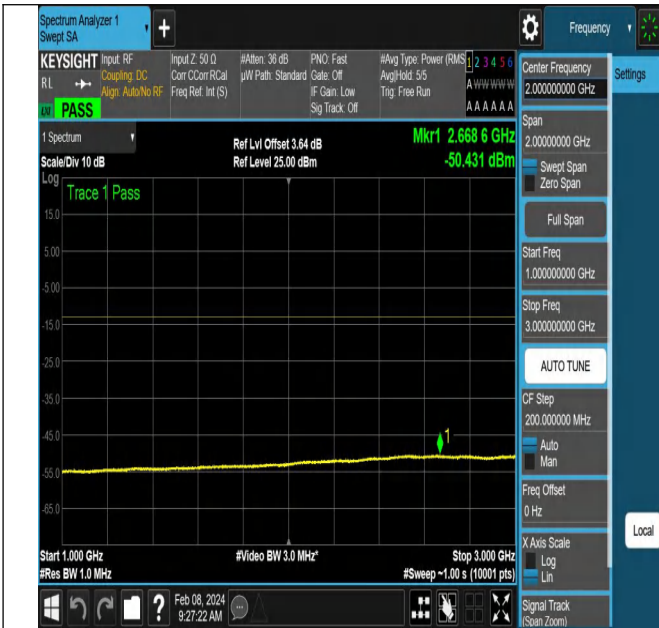 Spectrum Analyzer 1
Swept SA
Frequency
KEYSIGHT
RL
PASS
Input: RF
Coupling: DC
Align: Auto/No RF
Input Z: 50 Ω
Corr CCorr RCal
Freq Ref: Int (S)
#Atten: 36 dB
µW Path: Standard
PNO: Fast
Gate: Off
IF Gain: Low
Sig Track: Off
#Avg Type: Power (RMS
Avg|Hold: 5/5
Trig: Free Run
1 2 3 4 5 6
A W W W W W
A A A A A A
1 Spectrum
Scale/Div 10 dB
Ref Lvl Offset 3.64 dB
Ref Level 25.00 dBm
Mkr1 2.668 6 GHz
-50.431 dBm
Log
Trace 1 Pass
15.0
5.00
-5.00
-15.0
-25.0
-35.0
-45.0
-55.0
-65.0
1
Start 1.000 GHz
#Res BW 1.0 MHz
#Video BW 3.0 MHz*
Stop 3.000 GHz
#Sweep ~1.00 s (10001 pts)
Feb 08, 2024
9:27:22 AM
Center Frequency
2.000000000 GHz
Settings
Span
2.00000000 GHz
Swept Span
Zero Span
Full Span
Start Freq
1.000000000 GHz
Stop Freq
3.000000000 GHz
AUTO TUNE
CF Step
200.000000 MHz
Auto
Man
Freq Offset
0 Hz
Local
X Axis Scale
Log
Lin
Signal Track
(Span Zoom)